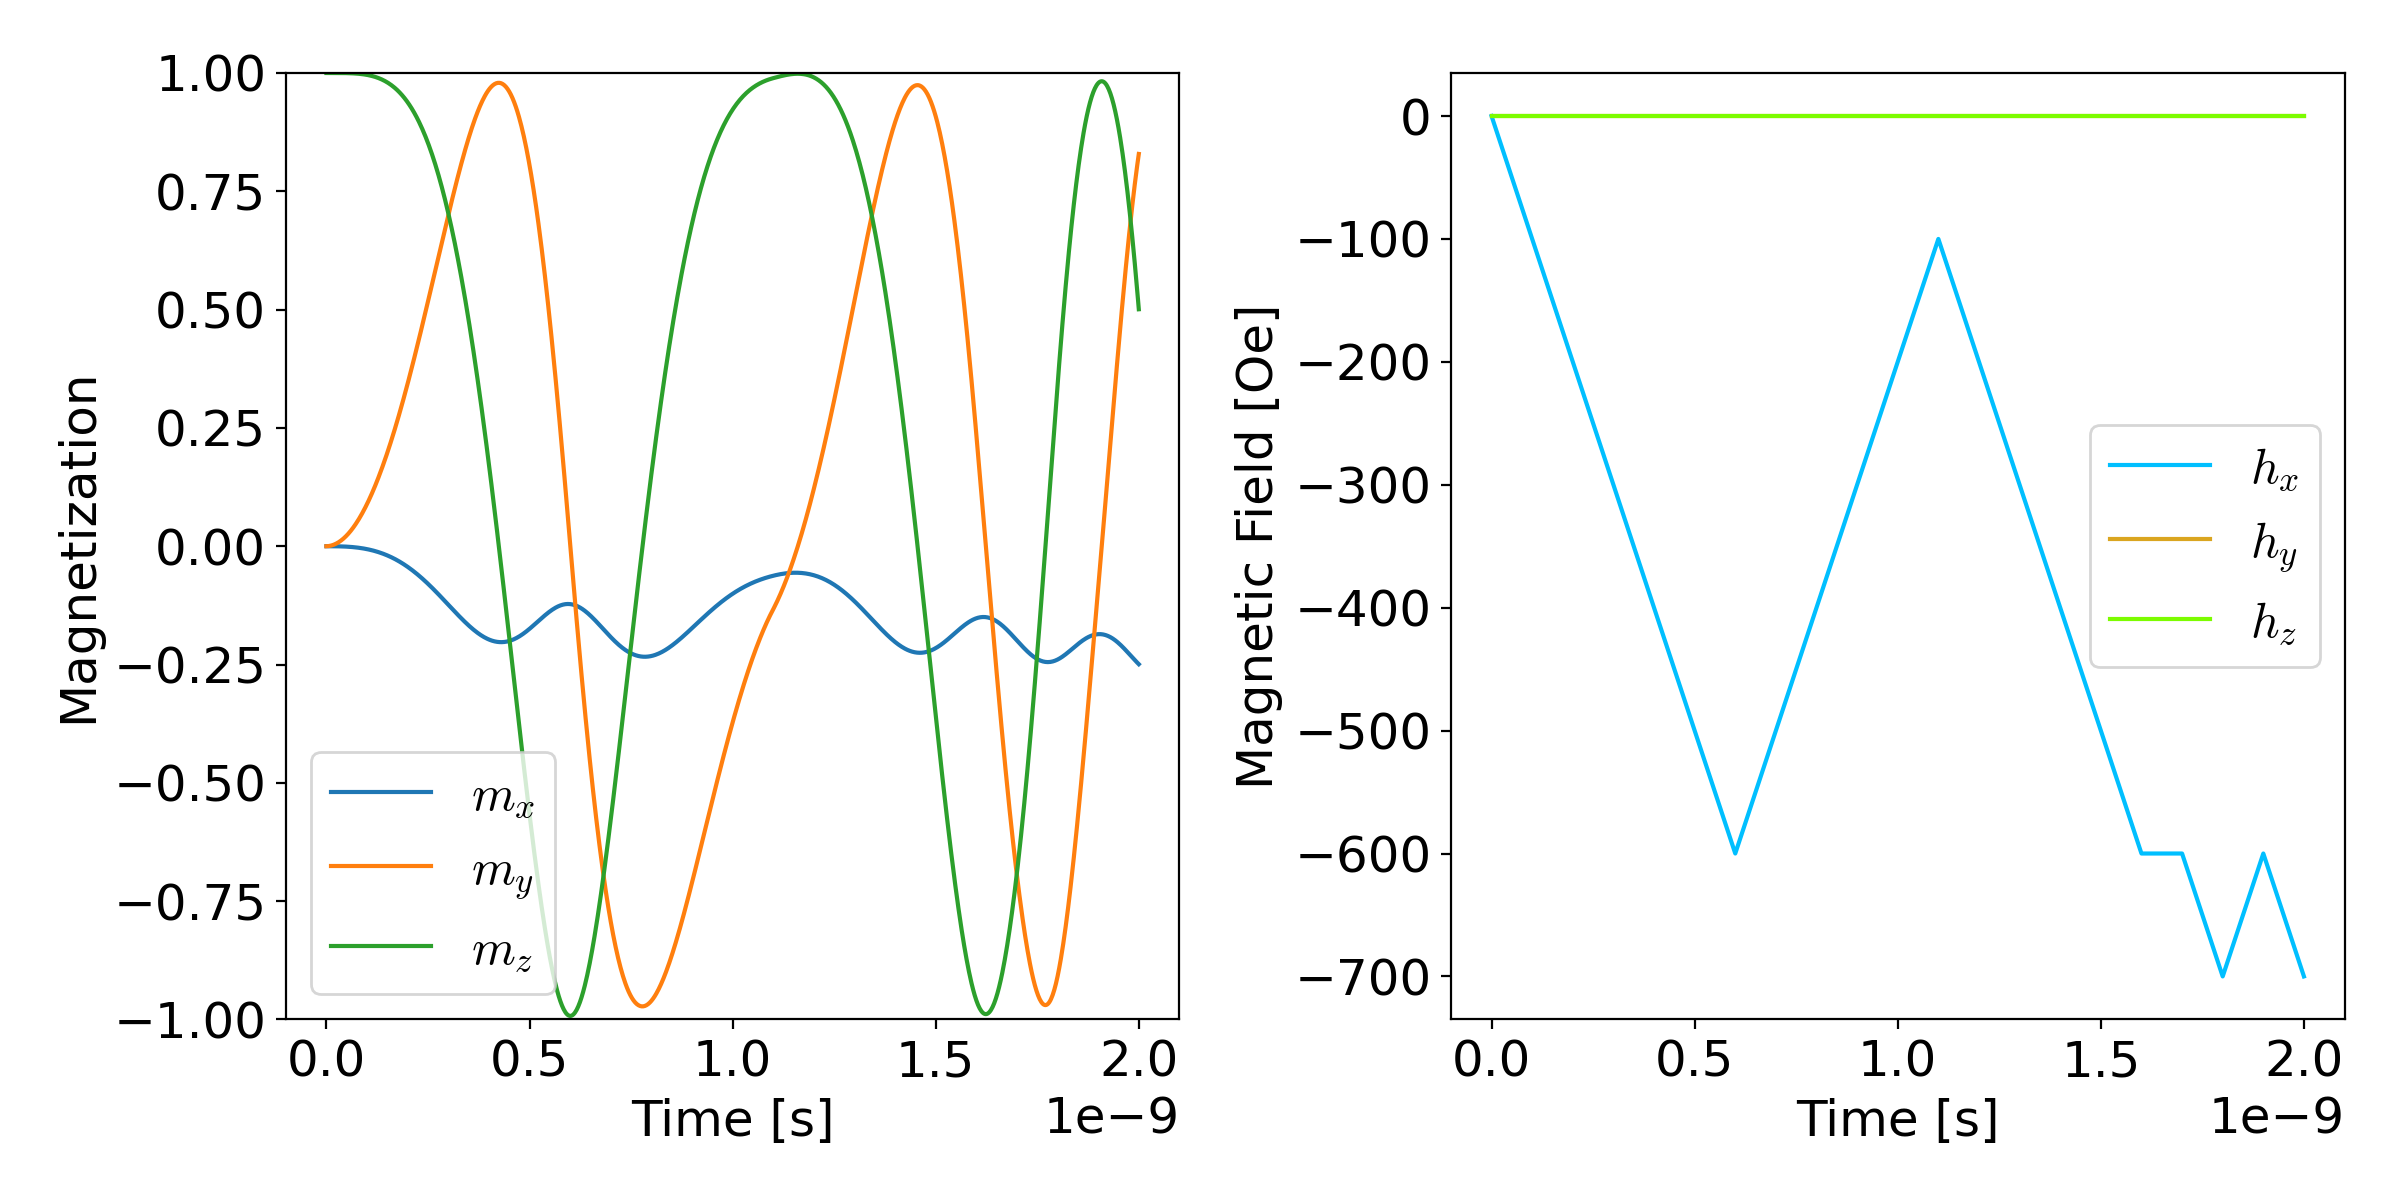 1.00
0.75
0.50
0.25
0.00
−0.25
−0.50
−0.75
−1.00
Magnetization
m_x
m_y
m_z
0.0 0.5 1.0 1.5 2.0
Time [s]
1e−9
0
−100
−200
−300
−400
−500
−600
−700
Magnetic Field [Oe]
h_x
h_y
h_z
0.0 0.5 1.0 1.5 2.0
Time [s]
1e−9